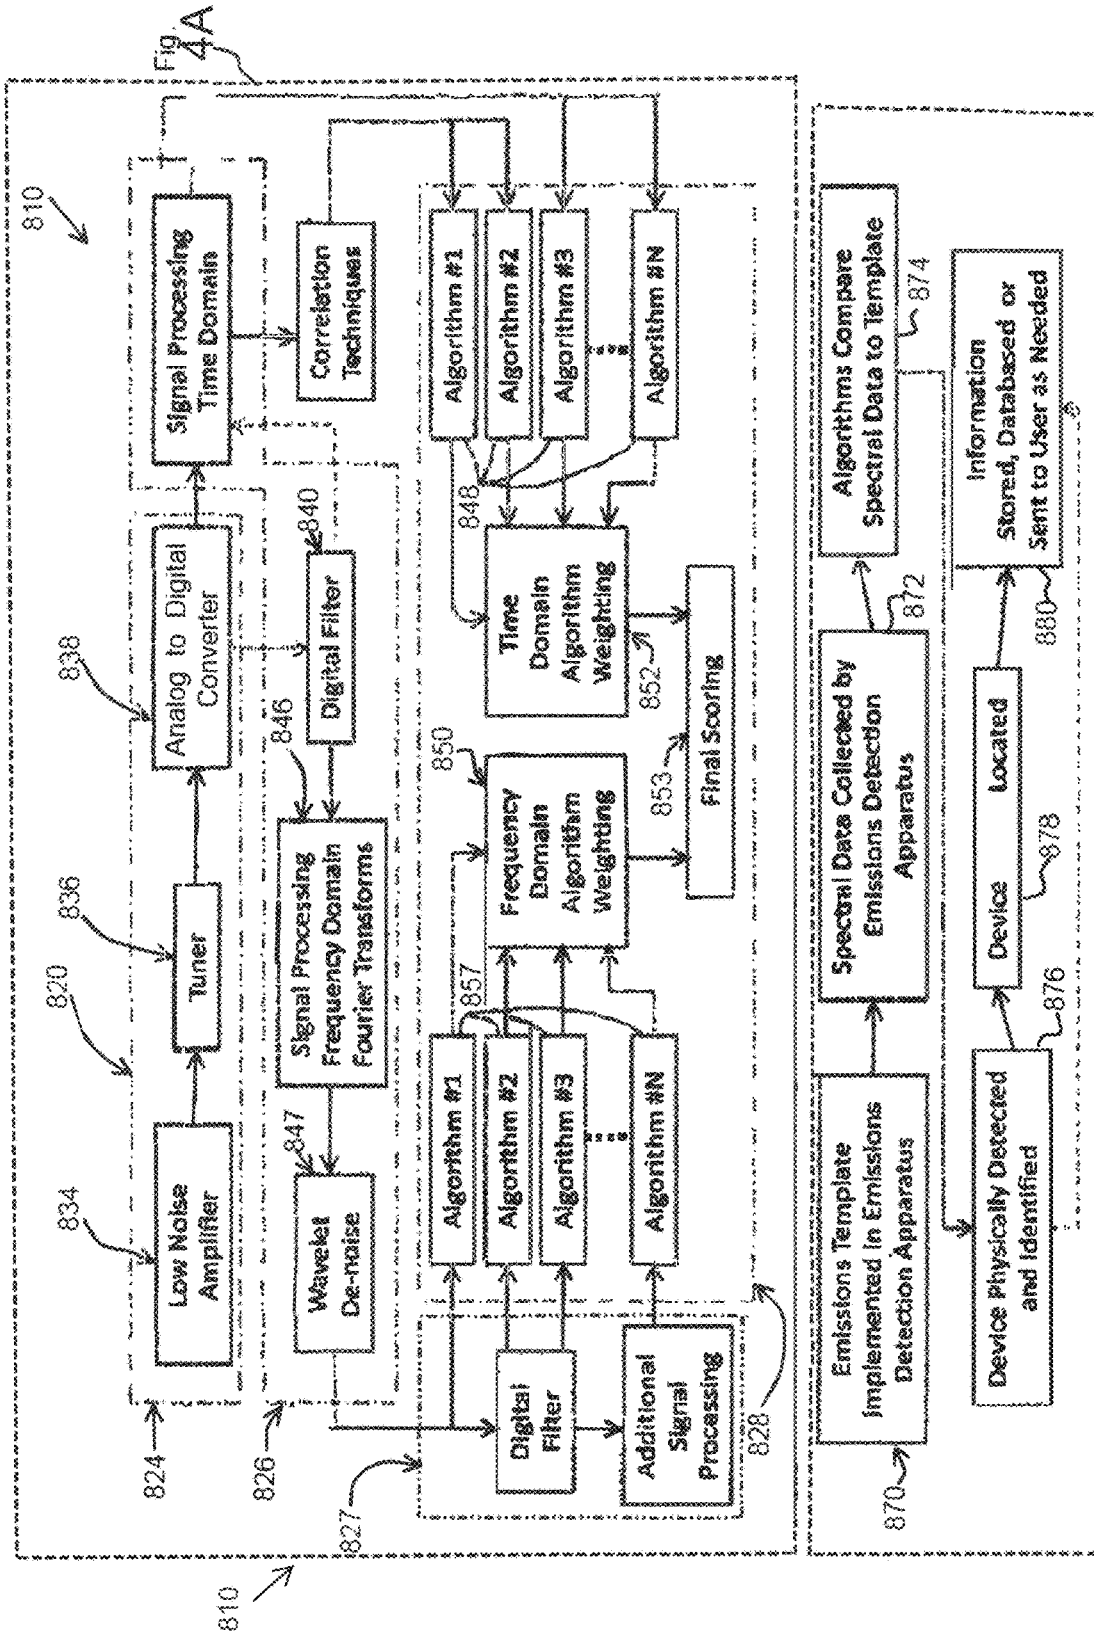 Fig.
4A
810
820
834
836
838
824
Low Noise
Amplifier
Tuner
Analog to Digital
Converter
Signal Processing
Time Domain
826
847
846
840
Wavelet
De-noise
Signal Processing
Frequency Domain
Fourier Transforms
Digital Filter
Correlation
Techniques
827
Digital
Filter
Additional
Signal
Processing
828
Algorithm #1
Algorithm #2
Algorithm #3
Algorithm #N
857
850
Frequency
Domain
Algorithm
Weighting
Time
Domain
Algorithm
Weighting
848
Algorithm #1
Algorithm #2
Algorithm #3
Algorithm #N
853
852
Final Scoring
810
870
Emissions Template
Implemented in Emissions
Detection Apparatus
Spectral Data Collected by
Emissions Detection
Apparatus
872
Algorithms Compare
Spectral Data to Template
874
Device Physically Detected
and Identified
876
Device Located
878
Information
Stored, Databased or
Sent to User as Needed
880